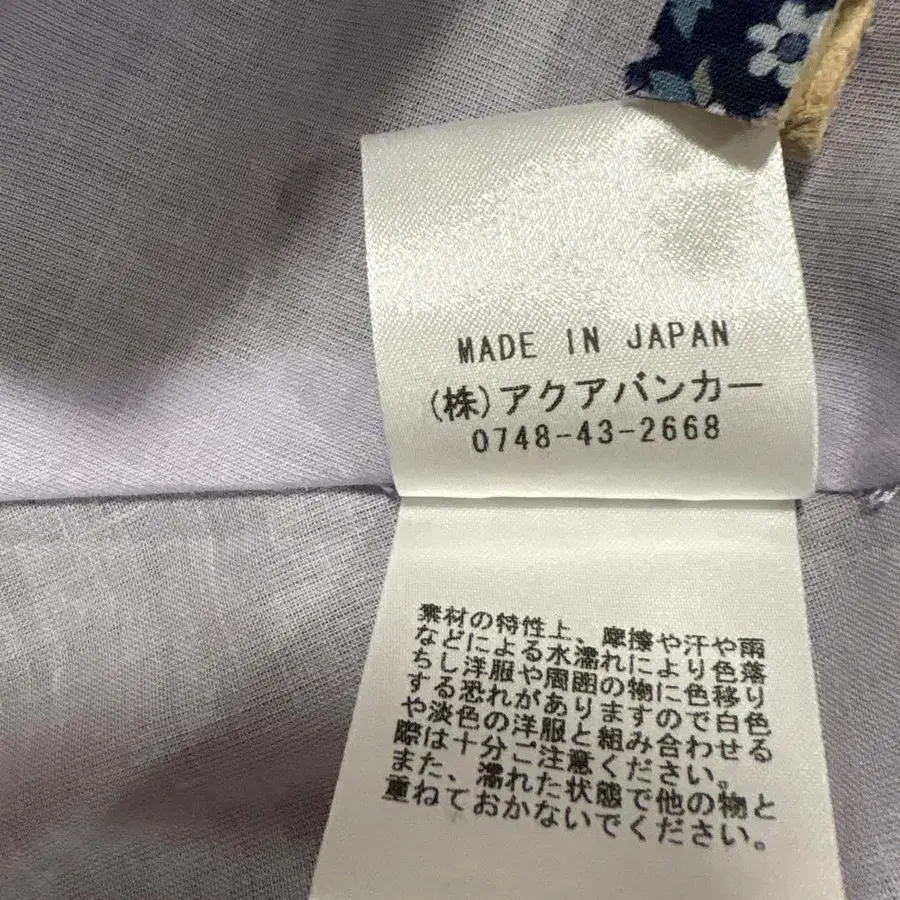 MADE IN JAPAN
(株)アクアバンカー
0748-43-2668
素材の特性上、摩擦や汗や雨
などによる水濡れにより色落
ちし洋服や周囲の物に色移り
する恐れがありますので白色
や淡色の洋服と組み合わせる
際は十分ご注意ください。
また、濡れた状態で他の物と
重ねておかないでください。